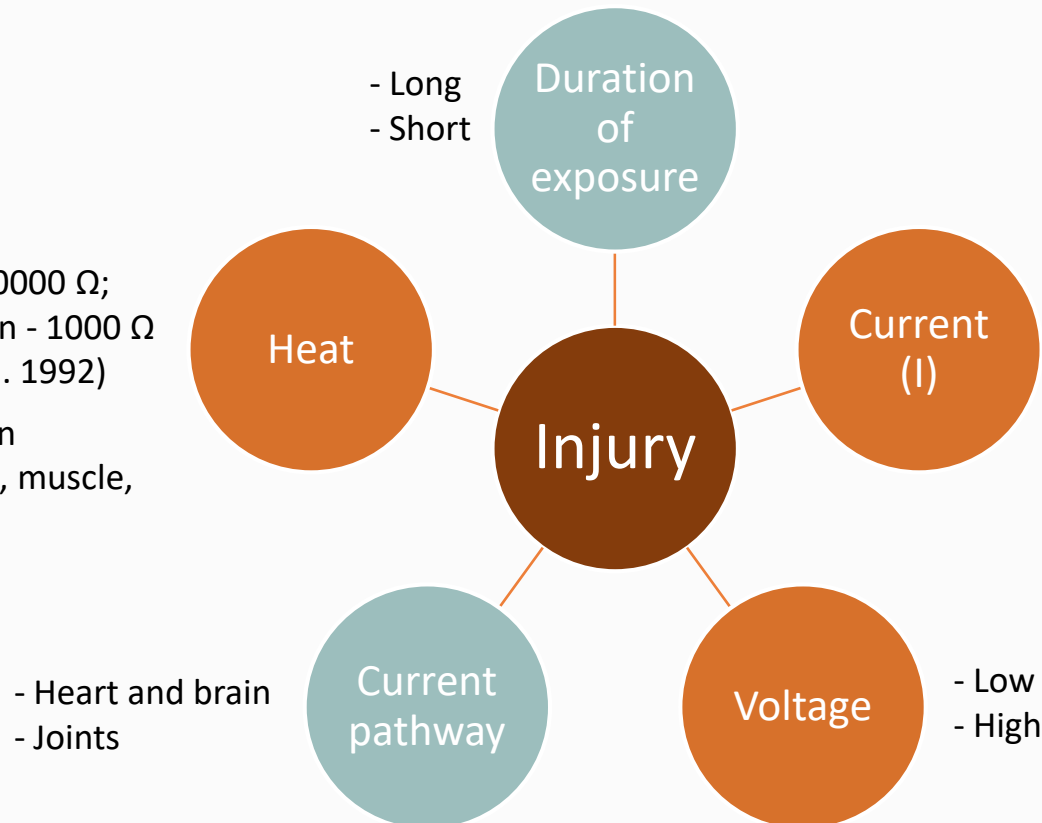 - Long
- Short
Duration
of
exposure
0000 Ω;
n - 1000 Ω
. 1992)
n
, muscle,
Heat
Current
(I)
Injury
- Heart and brain
- Joints
Current
pathway
Voltage
- Low
- High